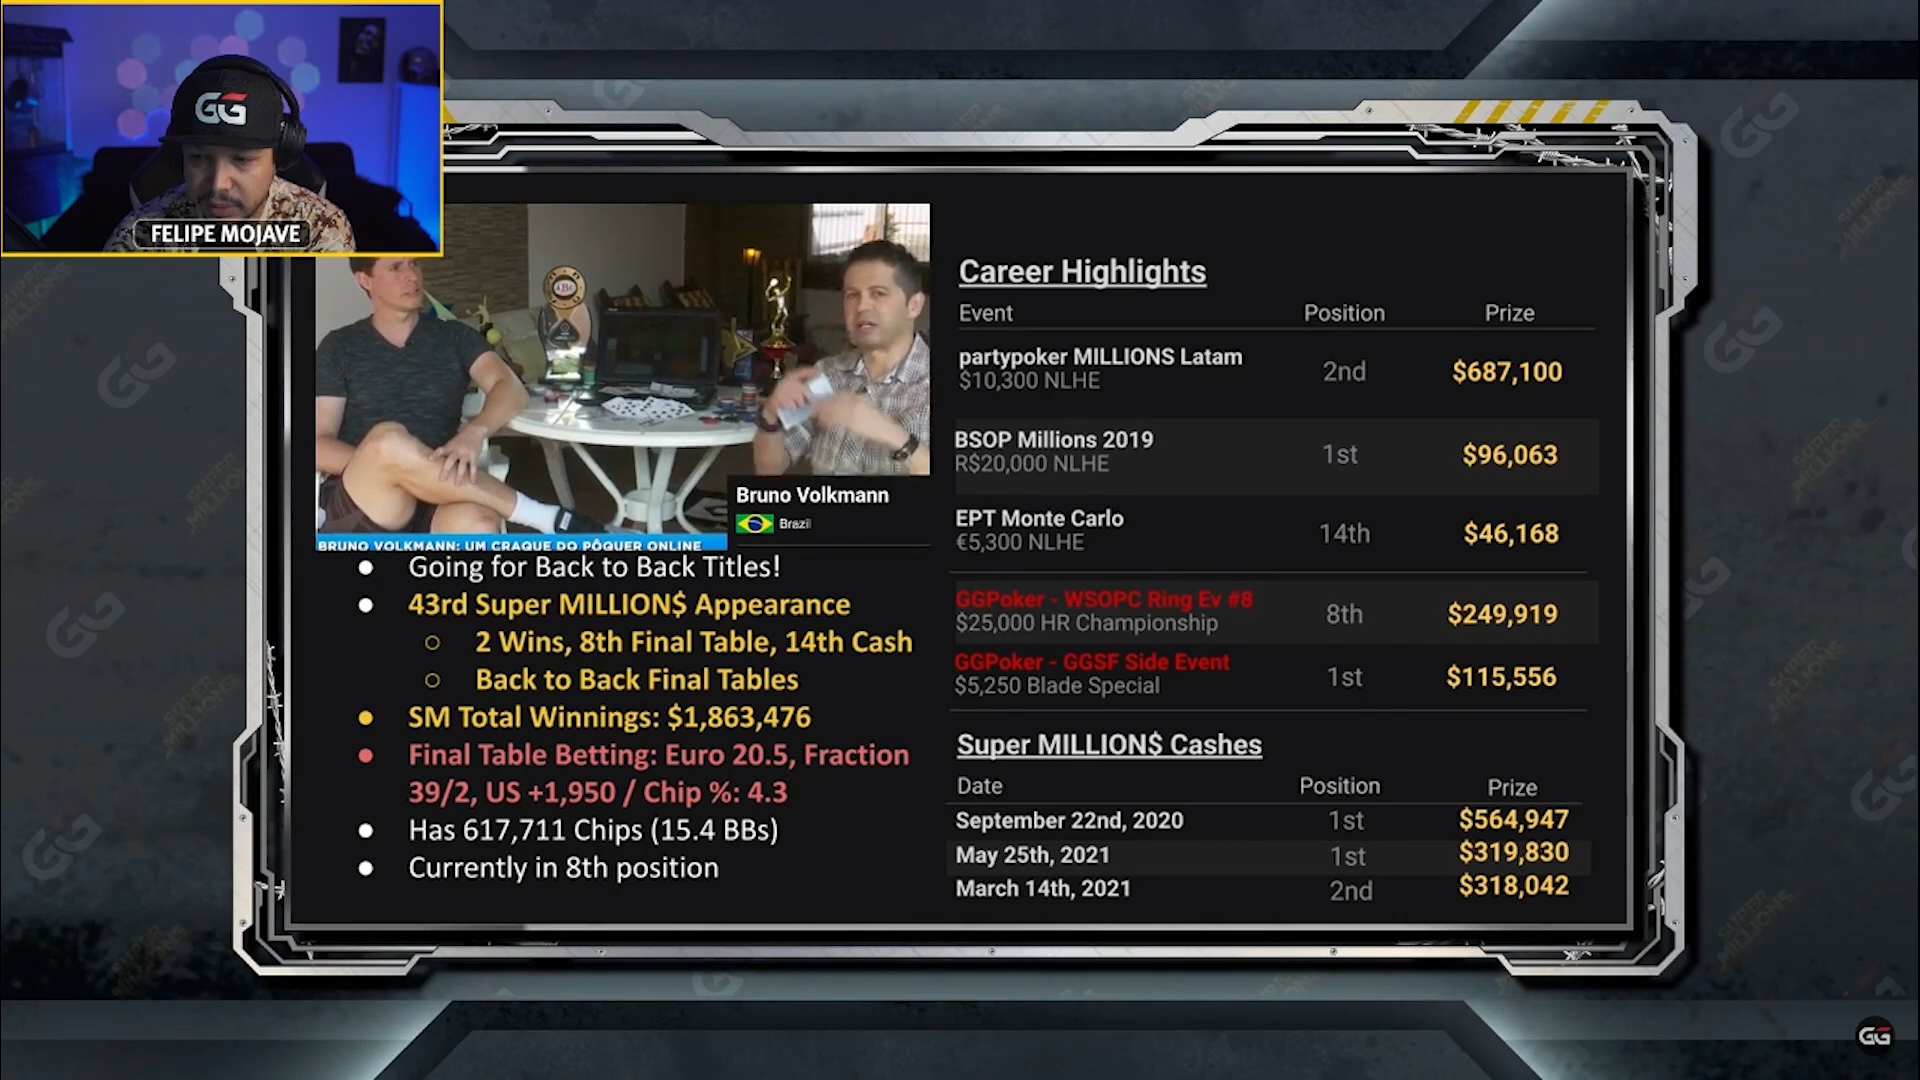 GG
FELIPE MOJAVE
BRUNO VOLKMANN: UM CRAQUE DO PÔQUER ONLINE
Bruno Volkmann
Brazil
Going for Back to Back Titles!
43rd Super MILLION$ Appearance
2 Wins, 8th Final Table, 14th Cash
Back to Back Final Tables
SM Total Winnings: $1,863,476
Final Table Betting: Euro 20.5, Fraction
39/2, US +1,950 / Chip %: 4.3
Has 617,711 Chips (15.4 BBs)
Currently in 8th position
Career Highlights
Event Position Prize
partypoker MILLIONS Latam
$10,300 NLHE 2nd $687,100
BSOP Millions 2019
R$20,000 NLHE 1st $96,063
EPT Monte Carlo
€5,300 NLHE 14th $46,168
GGPoker - WSOPC Ring Ev #8
$25,000 HR Championship 8th $249,919
GGPoker - GGSF Side Event
$5,250 Blade Special 1st $115,556
Super MILLION$ Cashes
Date Position Prize
September 22nd, 2020 1st $564,947
May 25th, 2021 1st $319,830
March 14th, 2021 2nd $318,042
GG